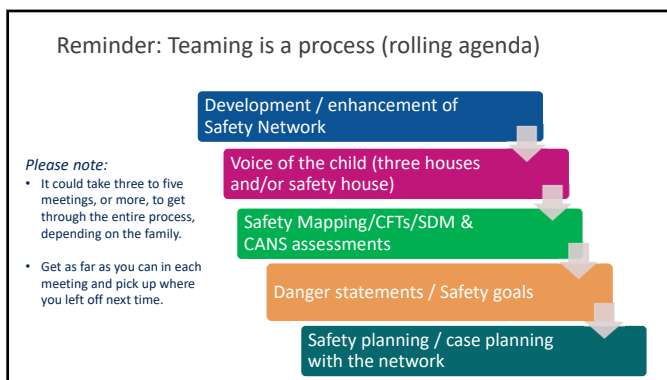 Reminder: Teaming is a process (rolling agenda)
Development / enhancement of
Safety Network
Please note:
• It could take three to five
meetings, or more, to get
through the entire process,
depending on the family.
• Get as far as you can in each
meeting and pick up where
you left off next time.
Voice of the child (three houses
and/or safety house)
Safety Mapping/CFTs/SDM &
CANS assessments
Danger statements / Safety goals
Safety planning / case planning
with the network